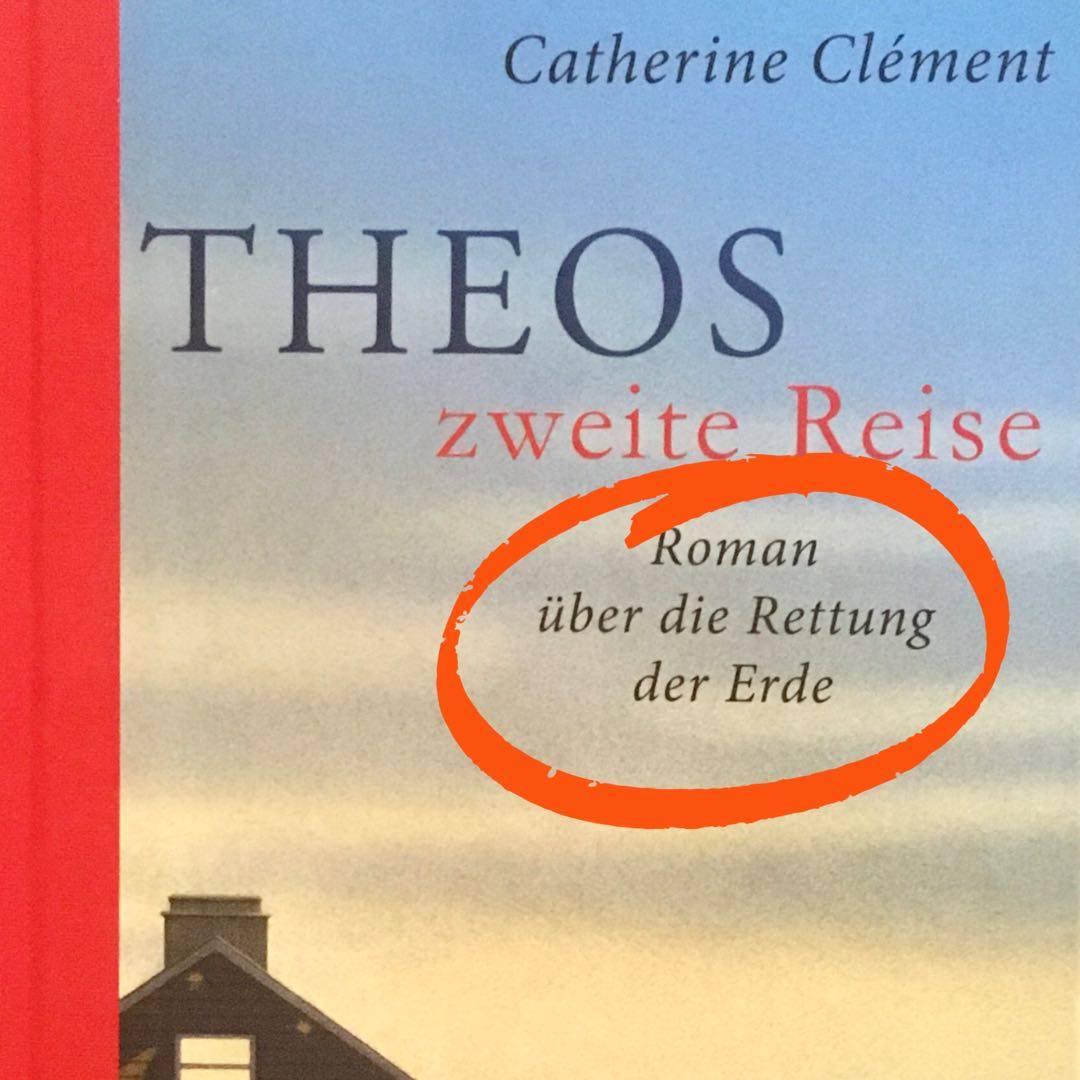 Catherine Clément
THEOS
zweite Reise
Roman
über die Rettung
der Erde